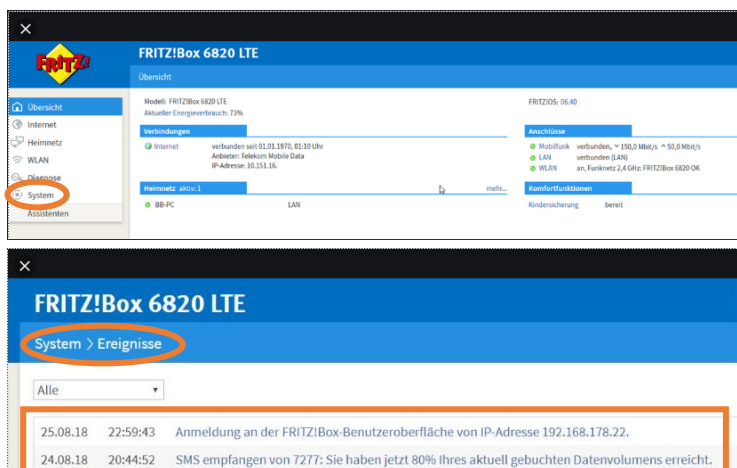 FRITZ!Box 6820 LTE
FRITZ!
Übersicht
Übersicht
Internet
Heimnetz
WLAN
Diagnose
System
Assistenten
Modell: FRITZ!Box 6820 LTE
Aktueller Energieverbrauch: 73%
FRITZ!OS: 06.40
Verbindungen
Internet verbunden seit 01.01.1970, 01:10 Uhr
Anbieter: Telekom Mobile Data
IP-Adresse: 10.151.16.
Anschlüsse
Mobilfunk verbunden, 150,0 Mbit/s 50,0 Mbit/s
LAN verbunden (LAN)
WLAN an, Funknetz 2,4 GHz: FRITZ!Box 6820 OK
Heimnetz aktiv: 1 mehr...
BB-PC LAN
Komfortfunktionen
Kindersicherung bereit
FRITZ!Box 6820 LTE
System > Ereignisse
Alle
25.08.18 22:59:43 Anmeldung an der FRITZ!Box-Benutzeroberfläche von IP-Adresse 192.168.178.22.
24.08.18 20:44:52 SMS empfangen von 7277: Sie haben jetzt 80% Ihres aktuell gebuchten Datenvolumens erreicht.